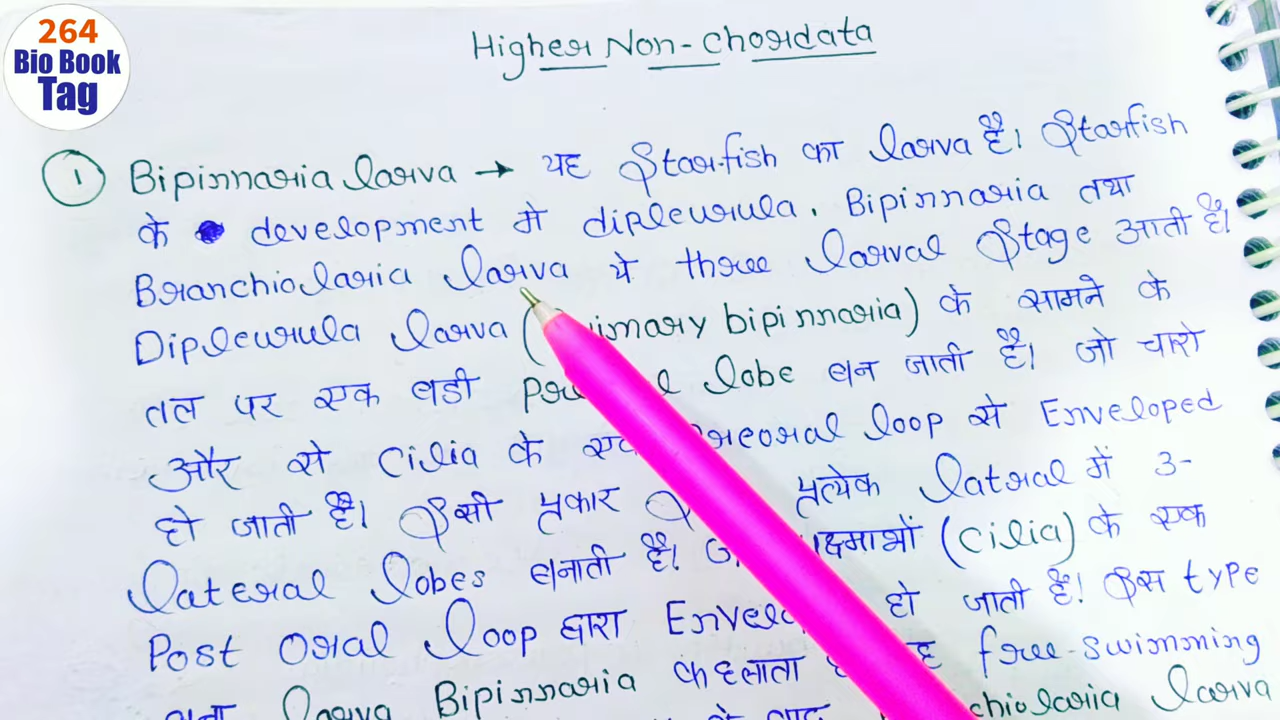 264
Bio Book
Tag
Higher Non-Chordata
1 Bipinnaria larva → यह Starfish का larva है। Starfish
के development मे dipleurula, Bipinnaria तथा
Branchiolaria larva ये three larval Stage आती है।
Dipleurula larva ( imary bipinnaria) के सामने के
तल पर एक बडी lobe बन जाती है। जो चारो
और से Cilia के loop से Enveloped
हो जाती है। इसी प्रकार प्रत्येक latral में 3-
lateral lobes बनाती है। (Cilia) के एक
Post Oral loop द्वारा हो जाती है। इस type
larva Bipinnaria कहलाता free-swimming
के बाद chiolaria larva